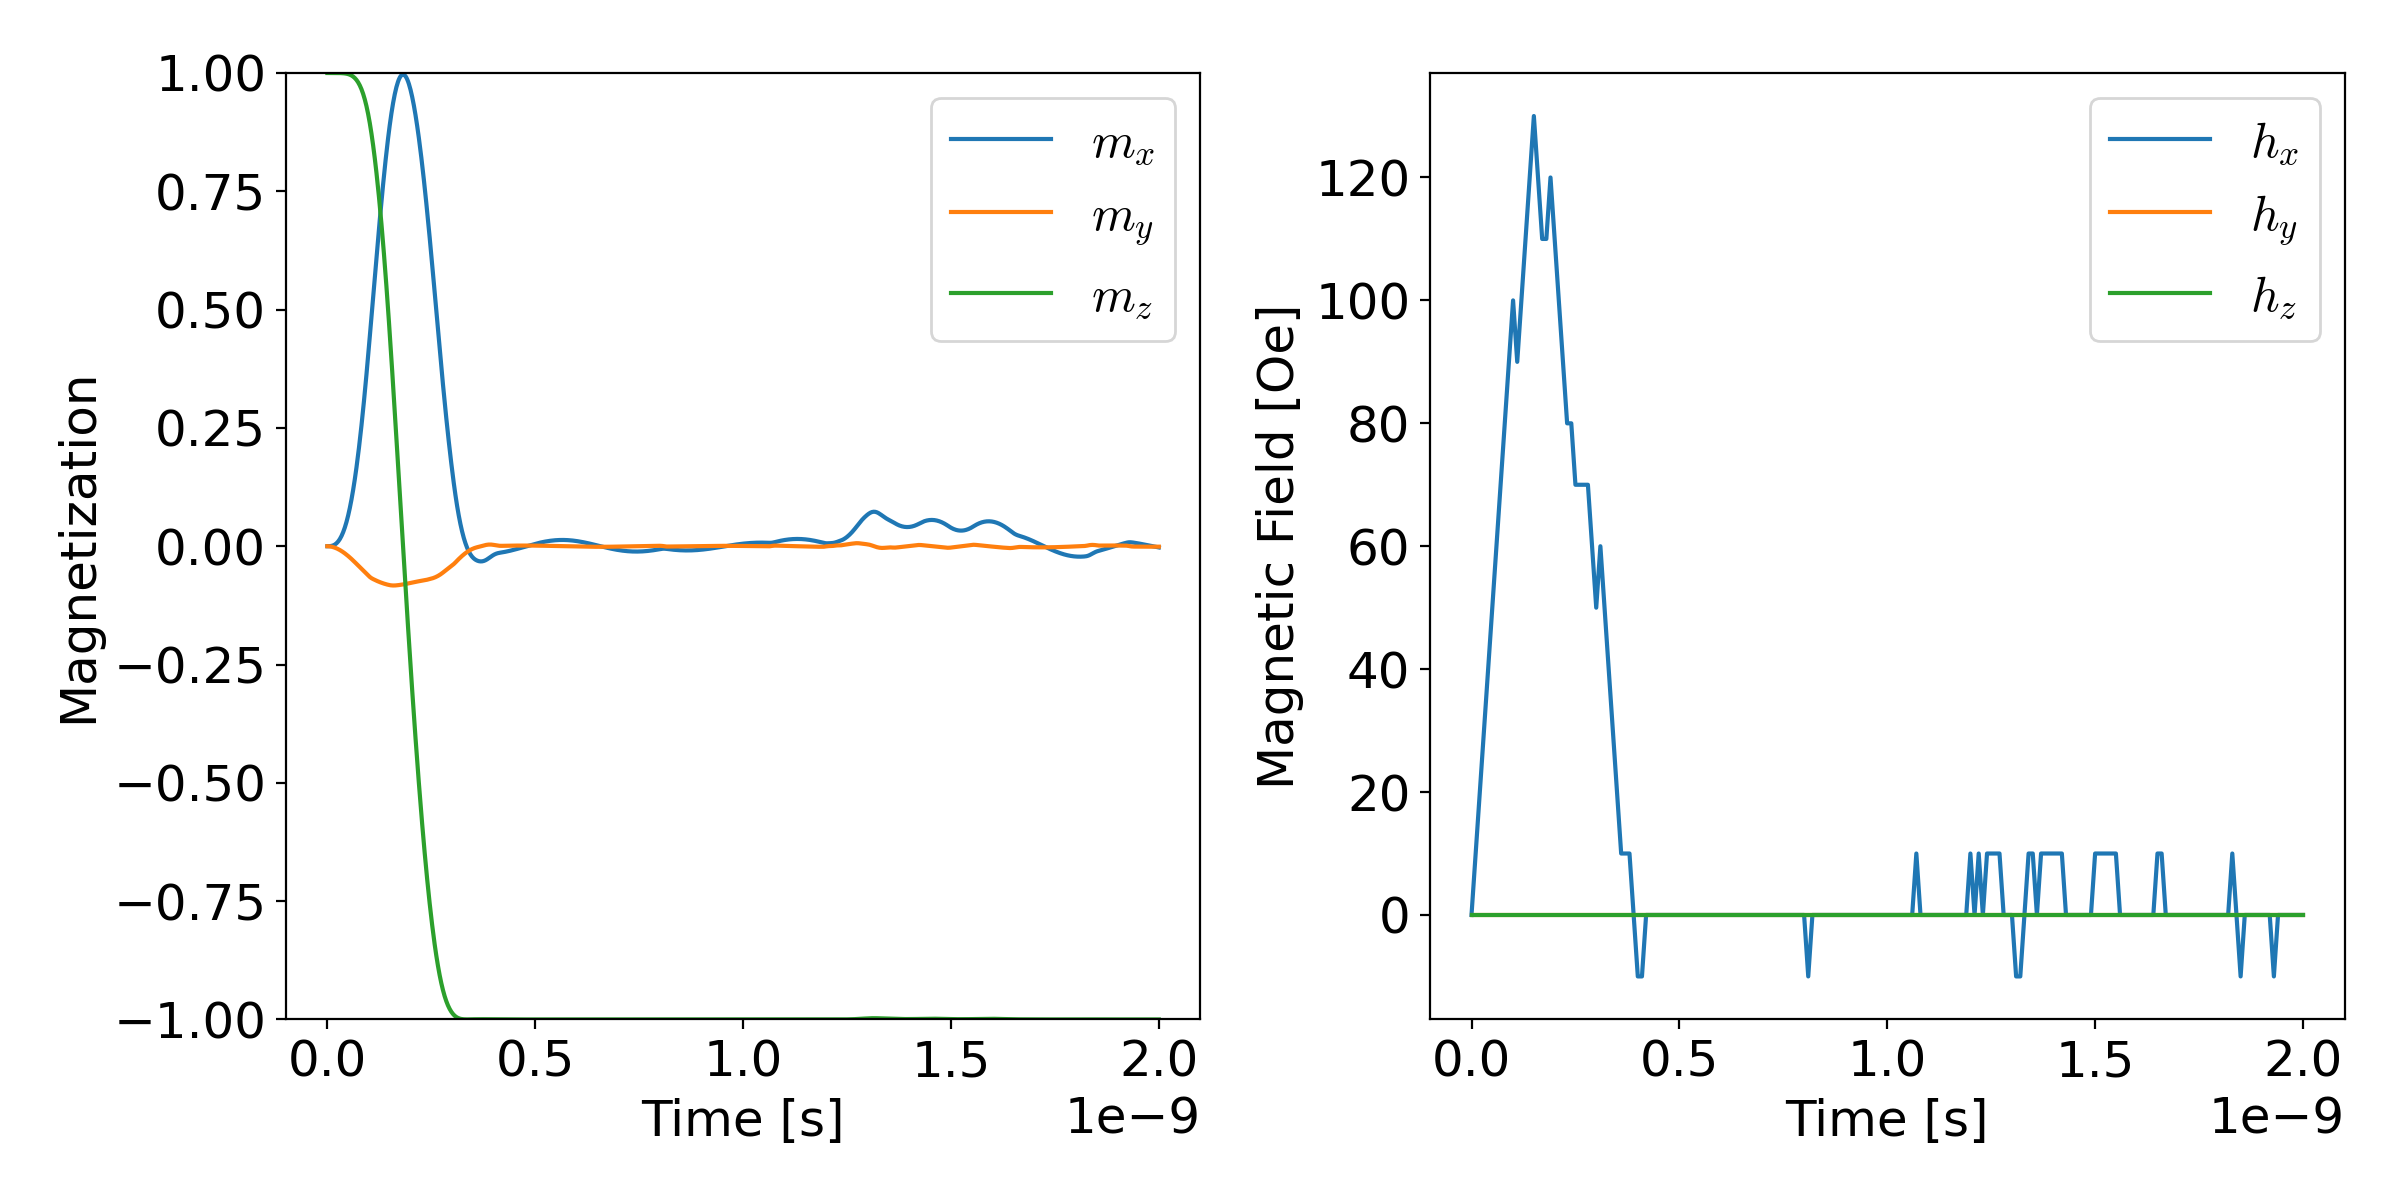 Magnetization
1.00
0.75
0.50
0.25
0.00
−0.25
−0.50
−0.75
−1.00
0.0 0.5 1.0 1.5 2.0
Time [s]
1e−9
m_x
m_y
m_z
Magnetic Field [Oe]
120
100
80
60
40
20
0
0.0 0.5 1.0 1.5 2.0
Time [s]
1e−9
h_x
h_y
h_z